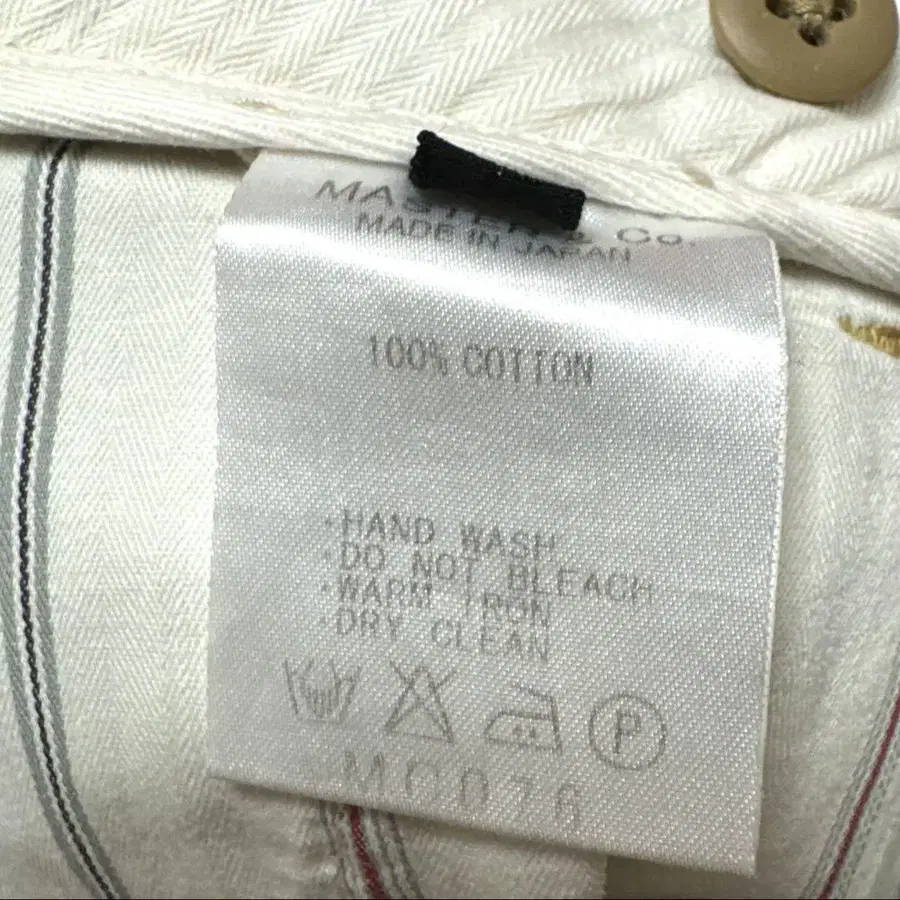 MASTER & Co.
MADE IN JAPAN
100% COTTON
·HAND WASH
·DO NOT BLEACH
·WARM IRON
·DRY CLEAN
P
MC076